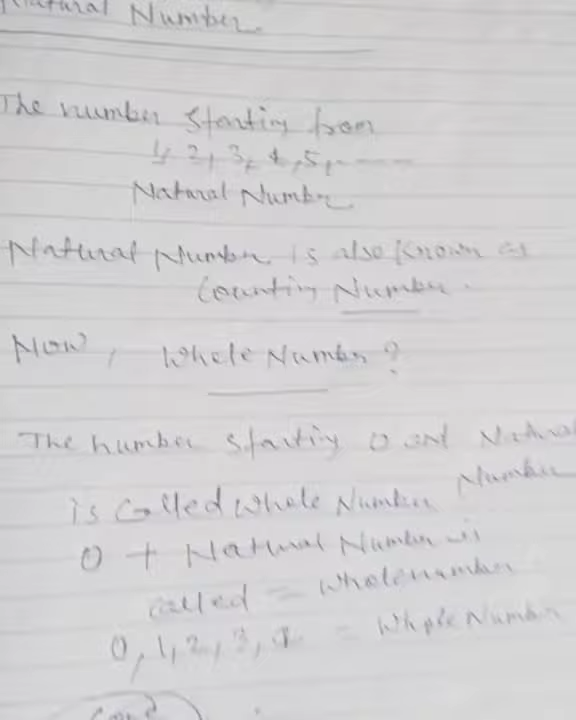 Natural Number.
The number starting from
1, 2, 3, 4, 5, - - - -
Natural Number
Natural Number is also known as
Counting Number.
Now, Whole Number?
The number starting 0 and Natural
Number
is Called Whole Number
0 + Natural Number is
called = Whole number
0, 1, 2, 3, 4 = Whole Number